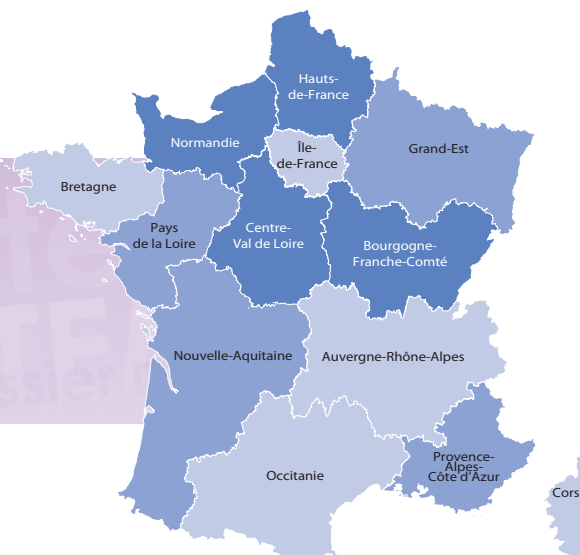 Hauts-
de-France
Normandie
Île-
de-France
Grand-Est
Bretagne
Pays
de la Loire
Centre-
Val de Loire
Bourgogne-
Franche-Comté
Nouvelle-Aquitaine
Auvergne-Rhône-Alpes
Provence-
Alpes-
Côte d'Azur
Occitanie
Cors